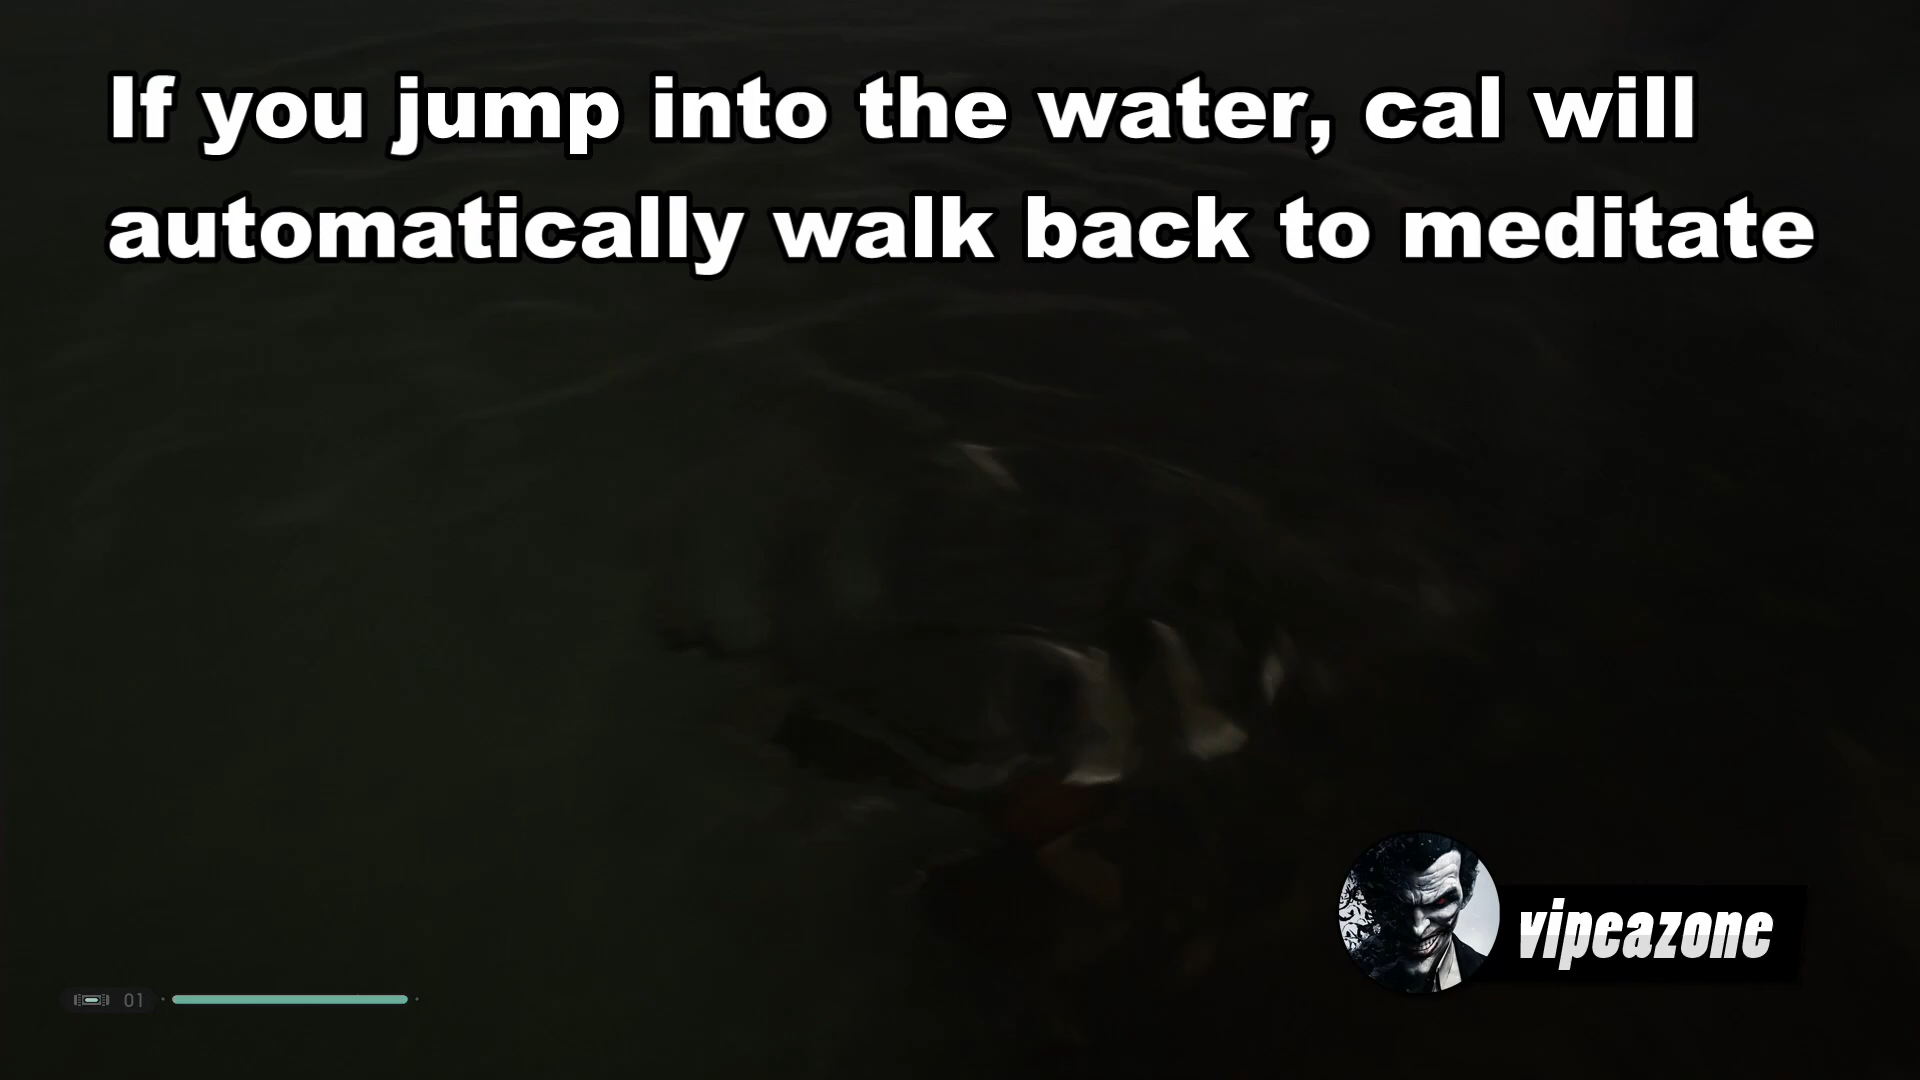 If you jump into the water, cal will
automatically walk back to meditate
vipeazone
01